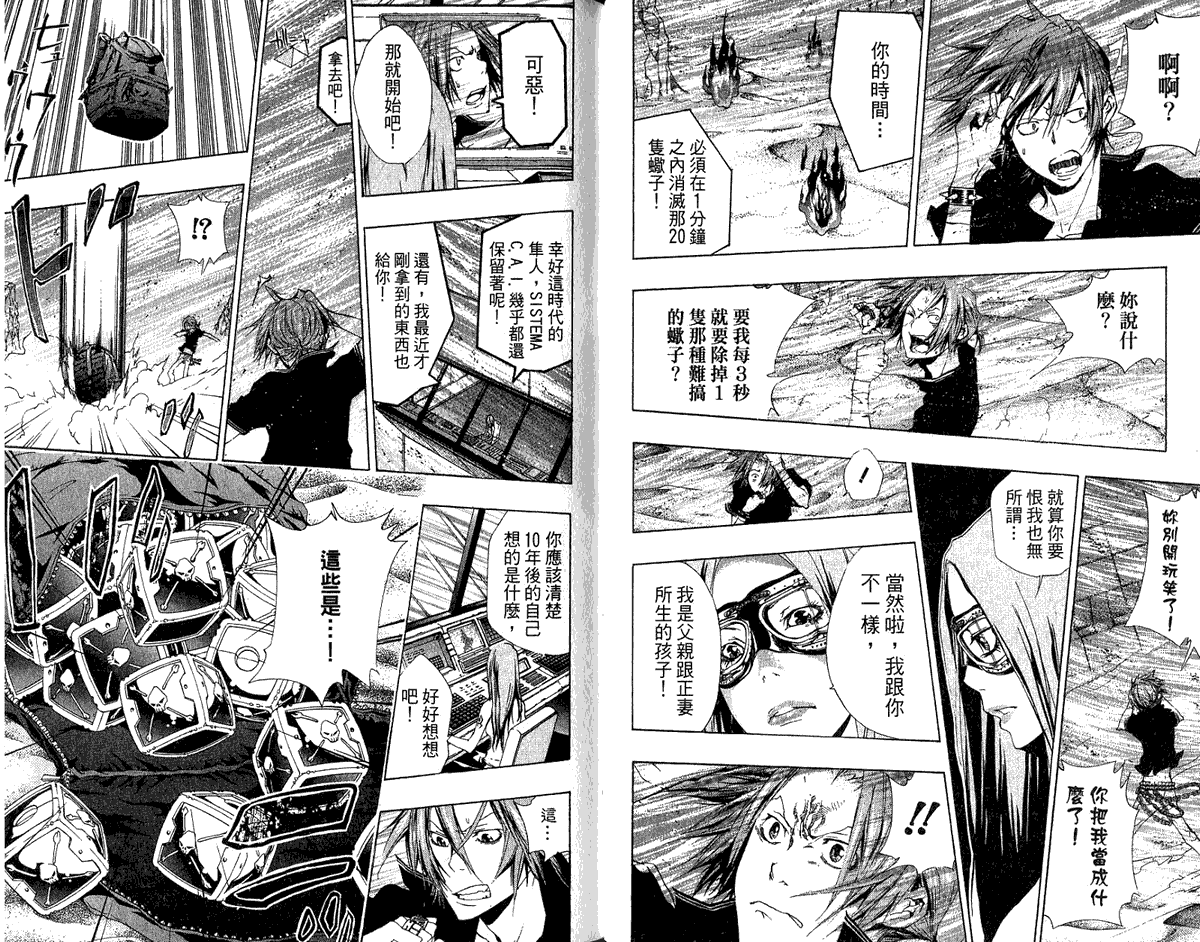 啊啊？
你的時間…
必須在1分鐘
之內消滅那20
隻蠍子！
妳說什
麼？
要我每3秒
就要除掉1
隻那種難搞
的蠍子？
！
妳別開玩笑了！
你把我當成什
麼了！
就算你要
恨我也無
所謂…
當然啦，我跟你
不一樣，
我是父親跟正妻
所生的孩子！
!!
可惡！
那就開始吧！
拿去吧！
幸好這時代的
隼人，SISTEMA
C.A.I.幾乎都還
保留著呢！
還有，我最近才
剛拿到的東西也
給你！
!?
這些是…！
你應該清楚
10年後的自己
想的是什麼，
好好想想
吧！
這…